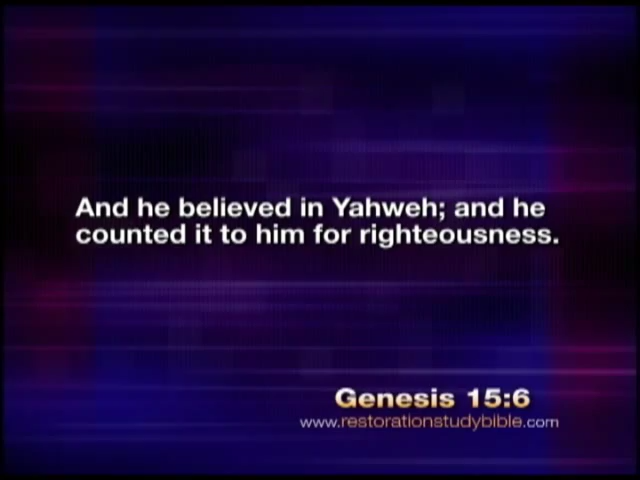 And he believed in Yahweh; and he
counted it to him for righteousness.
Genesis 15:6
www.restorationstudybible.com